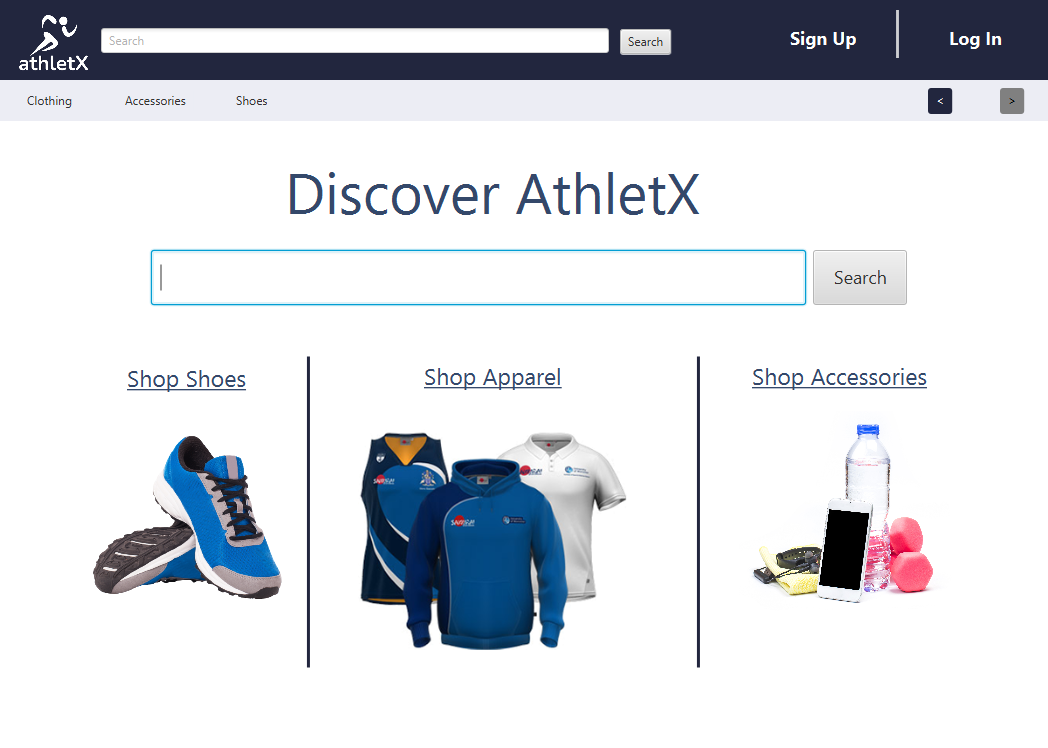 athletX
Search
Search
Sign Up
Log In
Clothing
Accessories
Shoes
<
>
Discover AthletX
Search
Shop Shoes
Shop Apparel
Shop Accessories